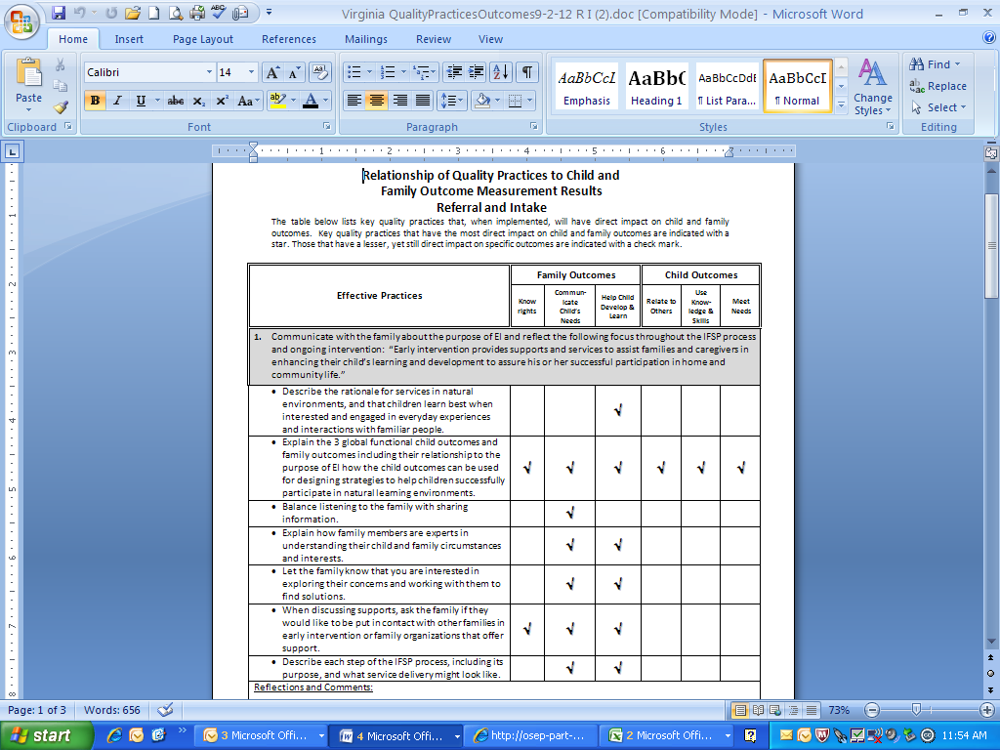 Virginia QualityPracticesOutcomes9-2-12 R I (2).doc [Compatibility Mode] - Microsoft Word
Home Insert Page Layout References Mailings Review View
Paste
Calibri 14
B I U abc X₂ X² Aa
AaBbCcL AaBbC AaBbCcDdE AaBbCcI
Emphasis Heading 1 ¶ List Para... ¶ Normal
Change
Styles
Find
Replace
Select
Clipboard Font Paragraph Styles Editing
1 2 3 4 5 6
Relationship of Quality Practices to Child and
Family Outcome Measurement Results
Referral and Intake
The table below lists key quality practices that, when implemented, will have direct impact on child and family
outcomes. Key quality practices that have the most direct impact on child and family outcomes are indicated with a
star. Those that have a lesser, yet still direct impact on specific outcomes are indicated with a check mark.
Effective Practices
Family Outcomes Child Outcomes
Know
rights
Commun-
icate
Child's
Needs
Help Child
Develop &
Learn
Relate to
Others
Use
Know-
ledge &
Skills
Meet
Needs
1. Communicate with the family about the purpose of EI and reflect the following focus throughout the IFSP process
and ongoing intervention: “Early intervention provides supports and services to assist families and caregivers in
enhancing their child’s learning and development to assure his or her successful participation in home and
community life.”
• Describe the rationale for services in natural
environments, and that children learn best when
interested and engaged in everyday experiences
and interactions with familiar people.
√
• Explain the 3 global functional child outcomes and
family outcomes including their relationship to the
purpose of EI how the child outcomes can be used
for designing strategies to help children successfully
participate in natural learning environments.
√ √ √ √ √ √
• Balance listening to the family with sharing
information.
√
• Explain how family members are experts in
understanding their child and family circumstances
and interests.
√ √
• Let the family know that you are interested in
exploring their concerns and working with them to
find solutions.
√ √
• When discussing supports, ask the family if they
would like to be put in contact with other families in
early intervention or family organizations that offer
support.
√ √ √
• Describe each step of the IFSP process, including its
purpose, and what service delivery might look like.
√ √
Reflections and Comments:
Page: 1 of 3 Words: 656 73%
start 3 Microsoft Offi... 4 Microsoft Offi... http://osep-part-... 2 Microsoft Offi... 11:54 AM